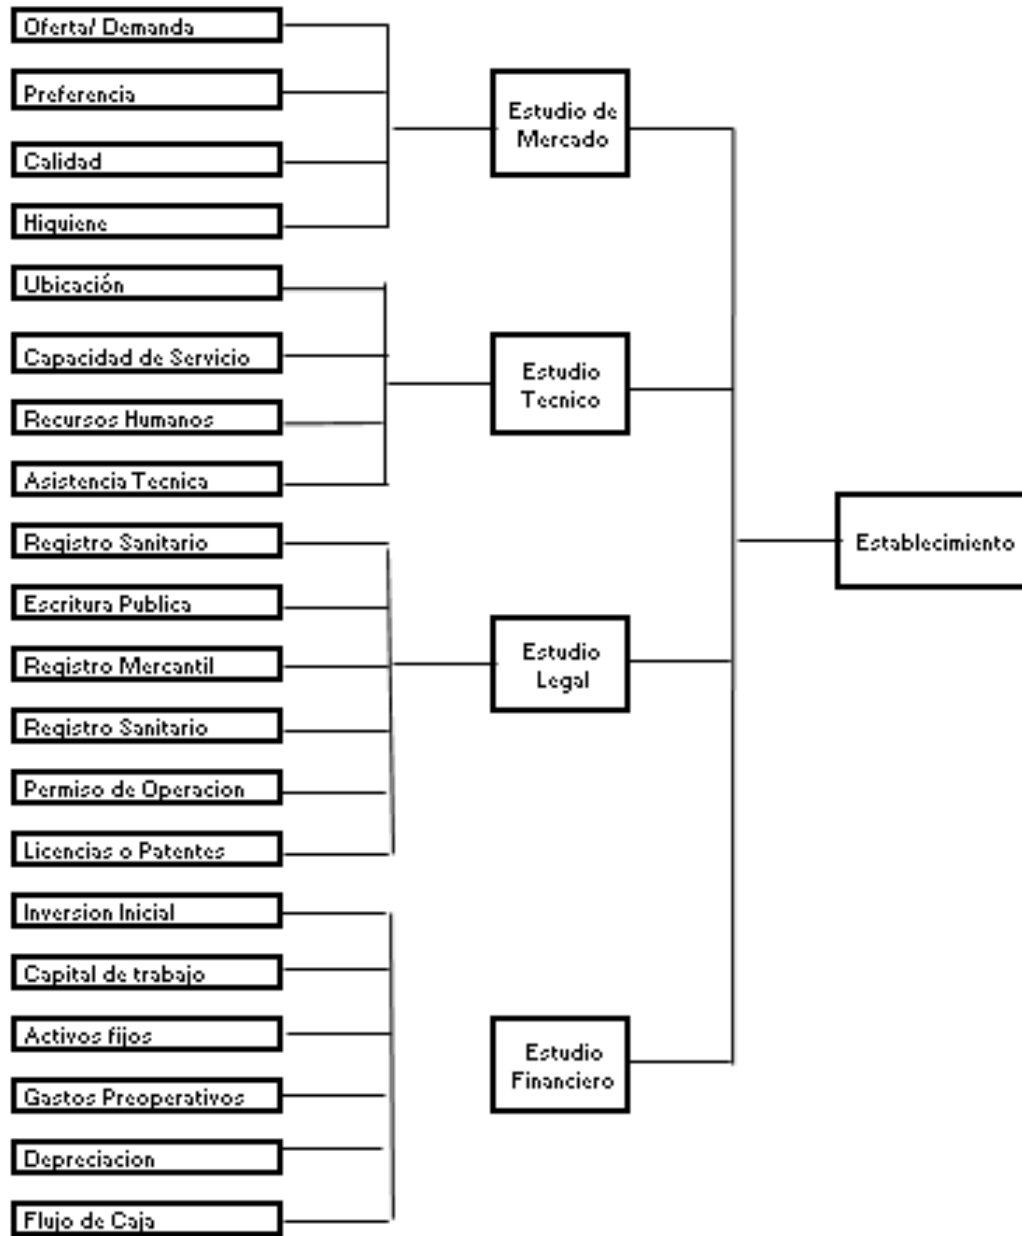 Oferta/ Demanda
Preferencia
Calidad
Higuiene
Ubicación
Capacidad de Servicio
Recursos Humanos
Asistencia Tecnica
Registro Sanitario
Escritura Publica
Registro Mercantil
Registro Sanitario
Permiso de Operacion
Licencias o Patentes
Inversion Inicial
Capital de trabajo
Activos fijos
Gastos Preoperativos
Depreciacion
Flujo de Caja
Estudio de
Mercado
Estudio
Tecnico
Estudio
Legal
Estudio
Financiero
Establecimiento